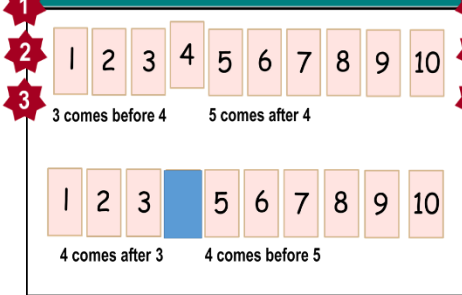 1
2
3
1 2 3 4 5 6 7 8 9 10
3 comes before 4 5 comes after 4
1 2 3 5 6 7 8 9 10
4 comes after 3 4 comes before 5